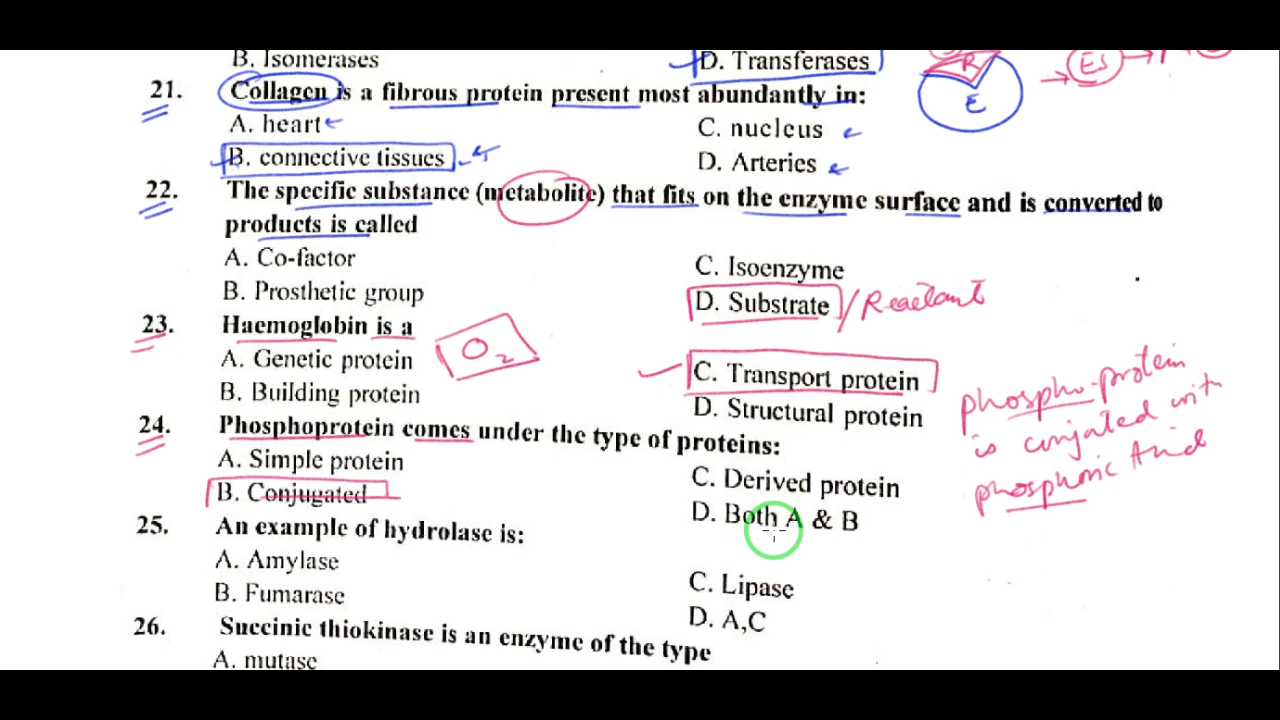 B. Isomerases
D. Transferases
R
Es
E
21. Collagen is a fibrous protein present most abundantly in:
A. heart
C. nucleus
B. connective tissues
D. Arteries
22. The specific substance (metabolite) that fits on the enzyme surface and is converted to
products is called
A. Co-factor
C. Isoenzyme
B. Prosthetic group
D. Substrate / Reactant
23. Haemoglobin is a
O2
A. Genetic protein
C. Transport protein
B. Building protein
D. Structural protein
phospho-protein
is conjated with
phosphoric Acid
24. Phosphoprotein comes under the type of proteins:
A. Simple protein
C. Derived protein
B. Conjugated
D. Both A & B
25. An example of hydrolase is:
A. Amylase
C. Lipase
B. Fumarase
D. A,C
26. Succinic thiokinase is an enzyme of the type
A. mutase